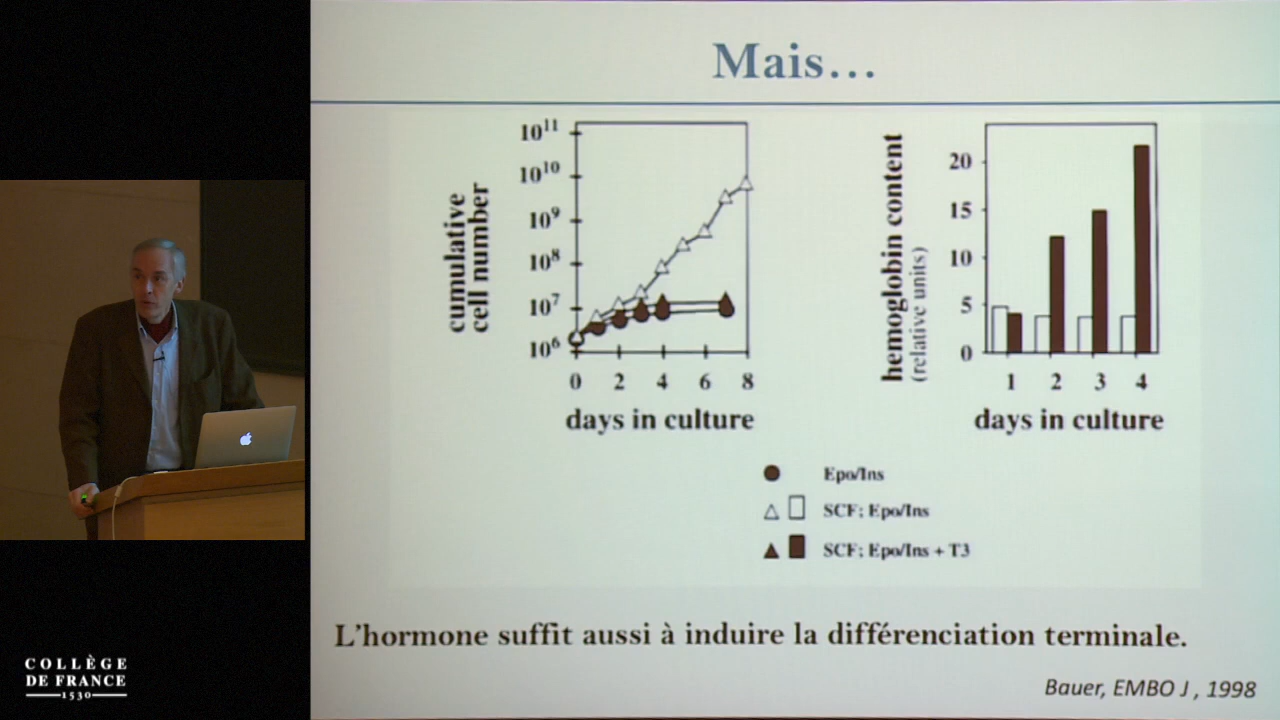 Mais…
cumulative
cell number
10¹¹
10¹⁰
10⁹
10⁸
10⁷
10⁶
0 2 4 6 8
days in culture
hemoglobin content
(relative units)
20
15
10
5
0
1 2 3 4
days in culture
Epo/Ins
SCF; Epo/Ins
SCF; Epo/Ins + T3
L'hormone suffit aussi à induire la différenciation terminale.
Bauer, EMBO J , 1998
COLLÈGE
DE FRANCE
1530